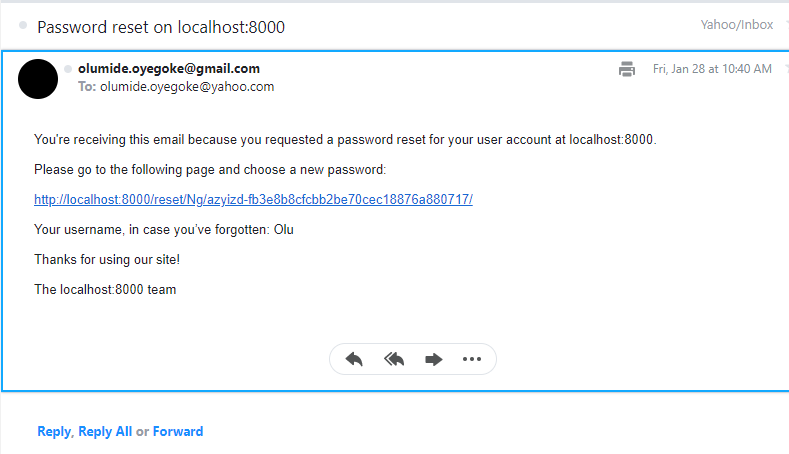 Password reset on localhost:8000
Yahoo/Inbox
olumide.oyegoke@gmail.com
Fri, Jan 28 at 10:40 AM
To: olumide.oyegoke@yahoo.com
You're receiving this email because you requested a password reset for your user account at localhost:8000.
Please go to the following page and choose a new password:
http://localhost:8000/reset/Ng/azyizd-fb3e8b8cfcbb2be70cec18876a880717/
Your username, in case you've forgotten: Olu
Thanks for using our site!
The localhost:8000 team
Reply, Reply All or Forward